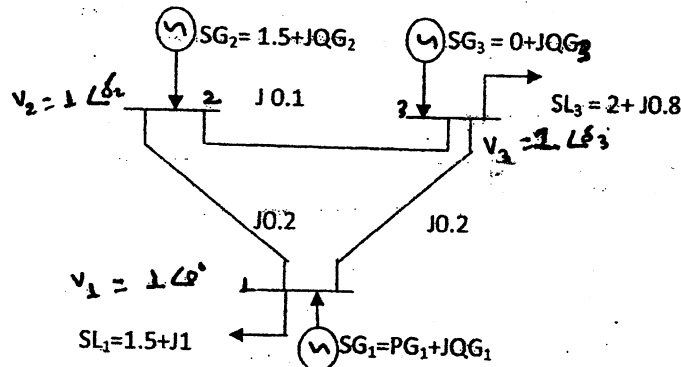 SG₂= 1.5+JQG₂
SG₃ = 0+JQG3
V₂ = 1 ∠δ₂
2
J 0.1
3
SL₃ = 2+ J0.8
V₃ = 1. ∠δ₃
J0.2
J0.2
V₁ = 1 ∠0°
1
SL₁=1.5+J1
SG₁=PG₁+JQG₁